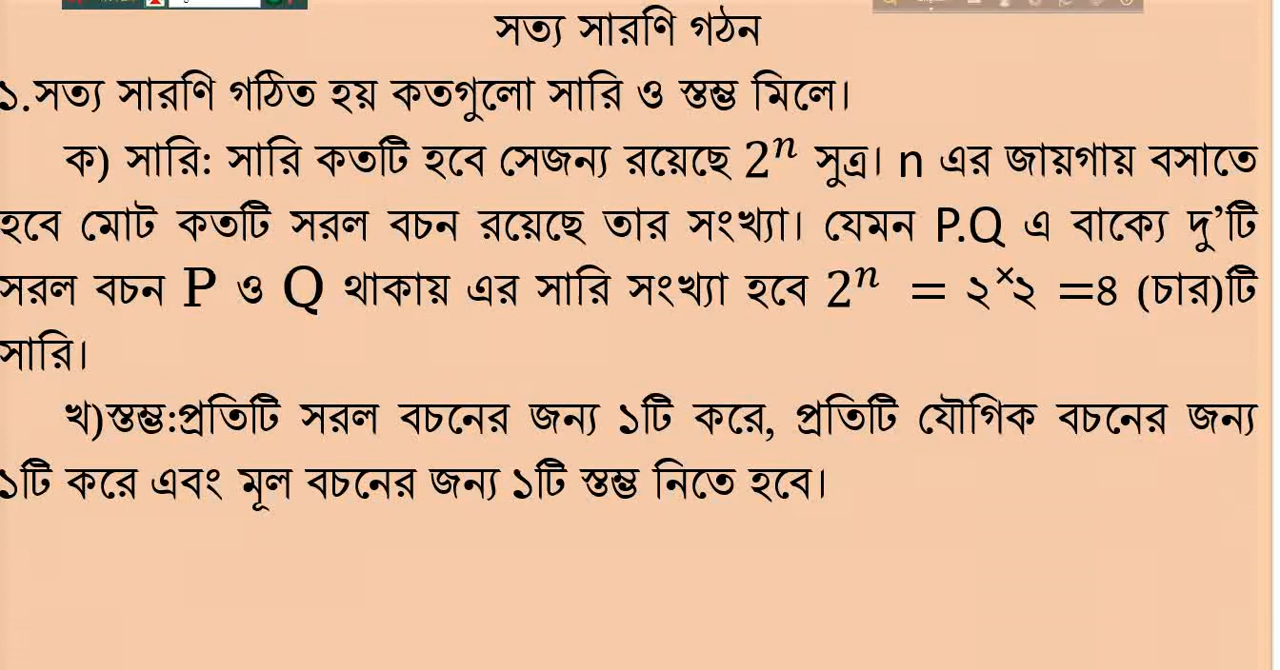 সত্য সারণি গঠন
১.সত্য সারণি গঠিত হয় কতগুলো সারি ও স্তম্ভ মিলে।
ক) সারি: সারি কতটি হবে সেজন্য রয়েছে 2ⁿ সুত্র। n এর জায়গায় বসাতে
হবে মোট কতটি সরল বচন রয়েছে তার সংখ্যা। যেমন P.Q এ বাক্যে দু’টি
সরল বচন P ও Q থাকায় এর সারি সংখ্যা হবে 2ⁿ = ২×২ =৪ (চার)টি
সারি।
খ)স্তম্ভ:প্রতিটি সরল বচনের জন্য ১টি করে, প্রতিটি যৌগিক বচনের জন্য
১টি করে এবং মূল বচনের জন্য ১টি স্তম্ভ নিতে হবে।